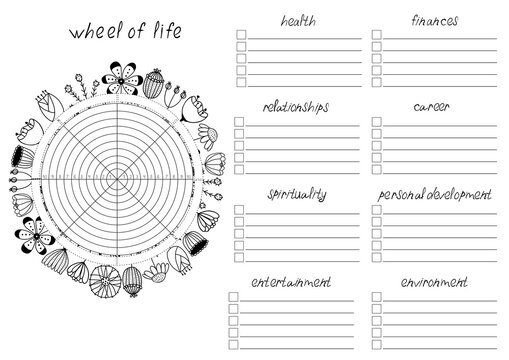 wheel of life
health
finances
relationships
career
spirituality
personal development
entertainment
environment